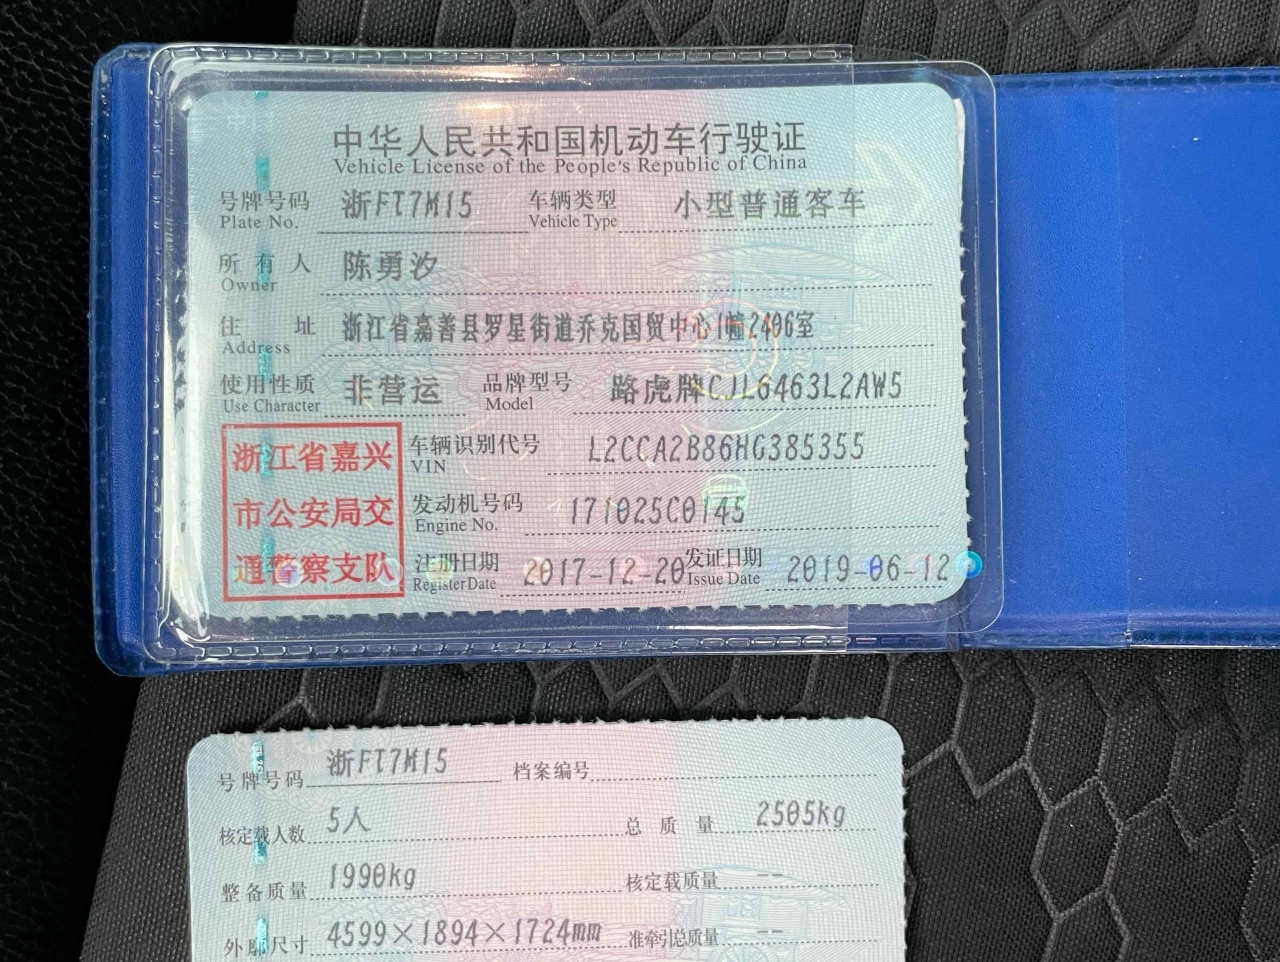 中华人民共和国机动车行驶证
Vehicle License of the People's Republic of China
号牌号码 浙FT7M15 车辆类型 小型普通客车
Plate No. Vehicle Type
所有人 陈勇汐
Owner
住址 浙江省嘉善县罗星街道乔克国贸中心1幢2406室
Address
使用性质 非营运 品牌型号 路虎牌CJL6463L2AW5
Use Character Model
浙江省嘉兴
市公安局交
通警察支队
车辆识别代号 L2CCA2B86HG385355
VIN
发动机号码 171025C0145
Engine No.
注册日期 2017-12-20 发证日期 2019-06-12
Register Date Issue Date
号牌号码 浙FT7M15 档案编号
核定载人数 5人 总质量 2505kg
整备质量 1990kg 核定载质量 --
外廓尺寸 4599×1894×1724mm 准牵引总质量 --